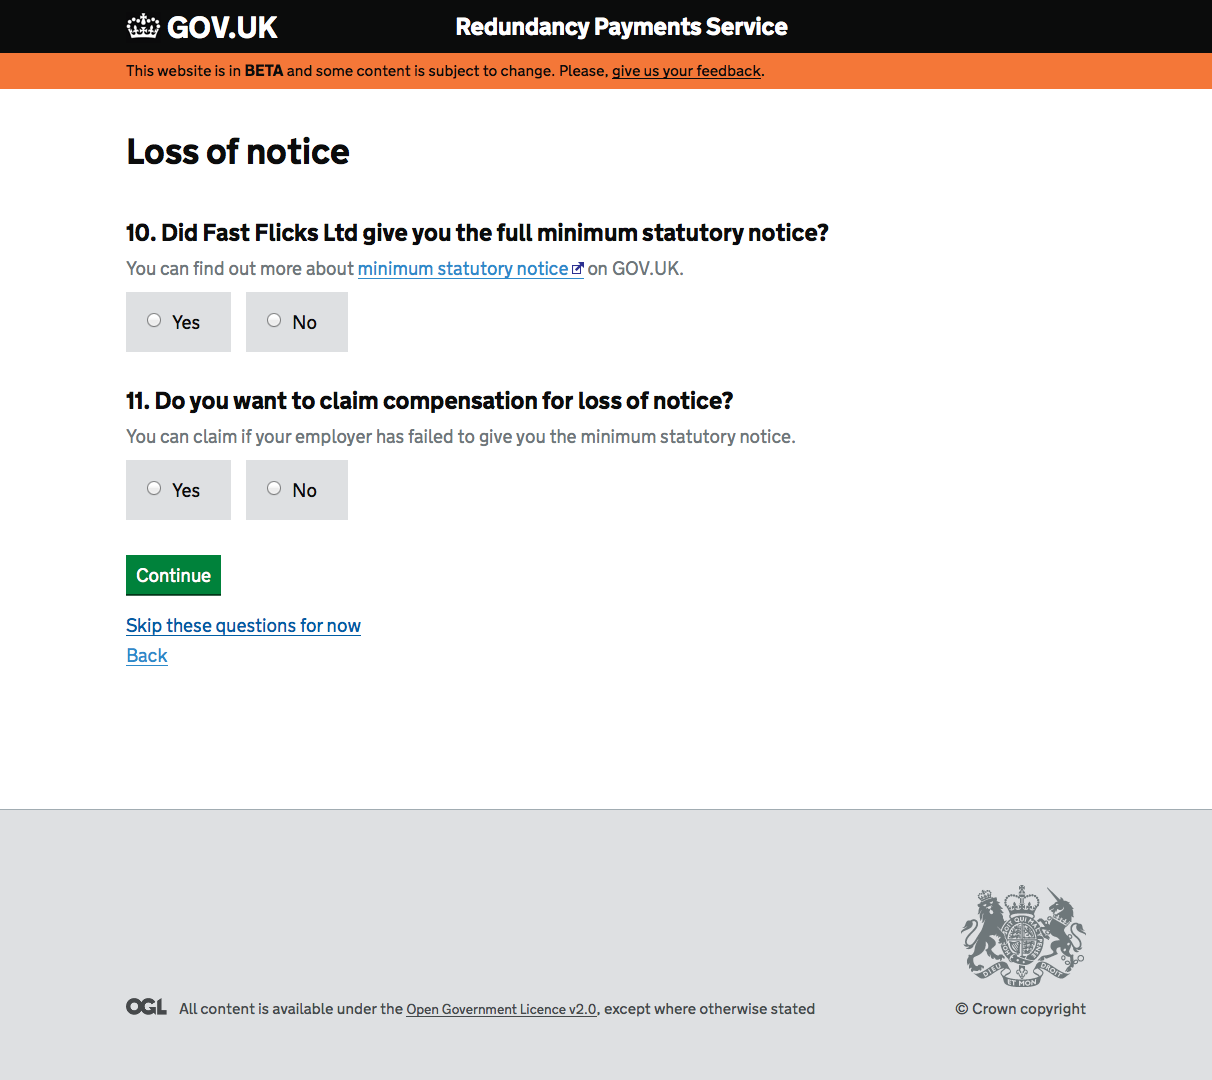 GOV.UK
Redundancy Payments Service
This website is in BETA and some content is subject to change. Please, give us your feedback.
Loss of notice
10. Did Fast Flicks Ltd give you the full minimum statutory notice?
You can find out more about minimum statutory notice on GOV.UK.
Yes No
11. Do you want to claim compensation for loss of notice?
You can claim if your employer has failed to give you the minimum statutory notice.
Yes No
Continue
Skip these questions for now
Back
DIEU ET MON DROIT
OGL All content is available under the Open Government Licence v2.0, except where otherwise stated
© Crown copyright